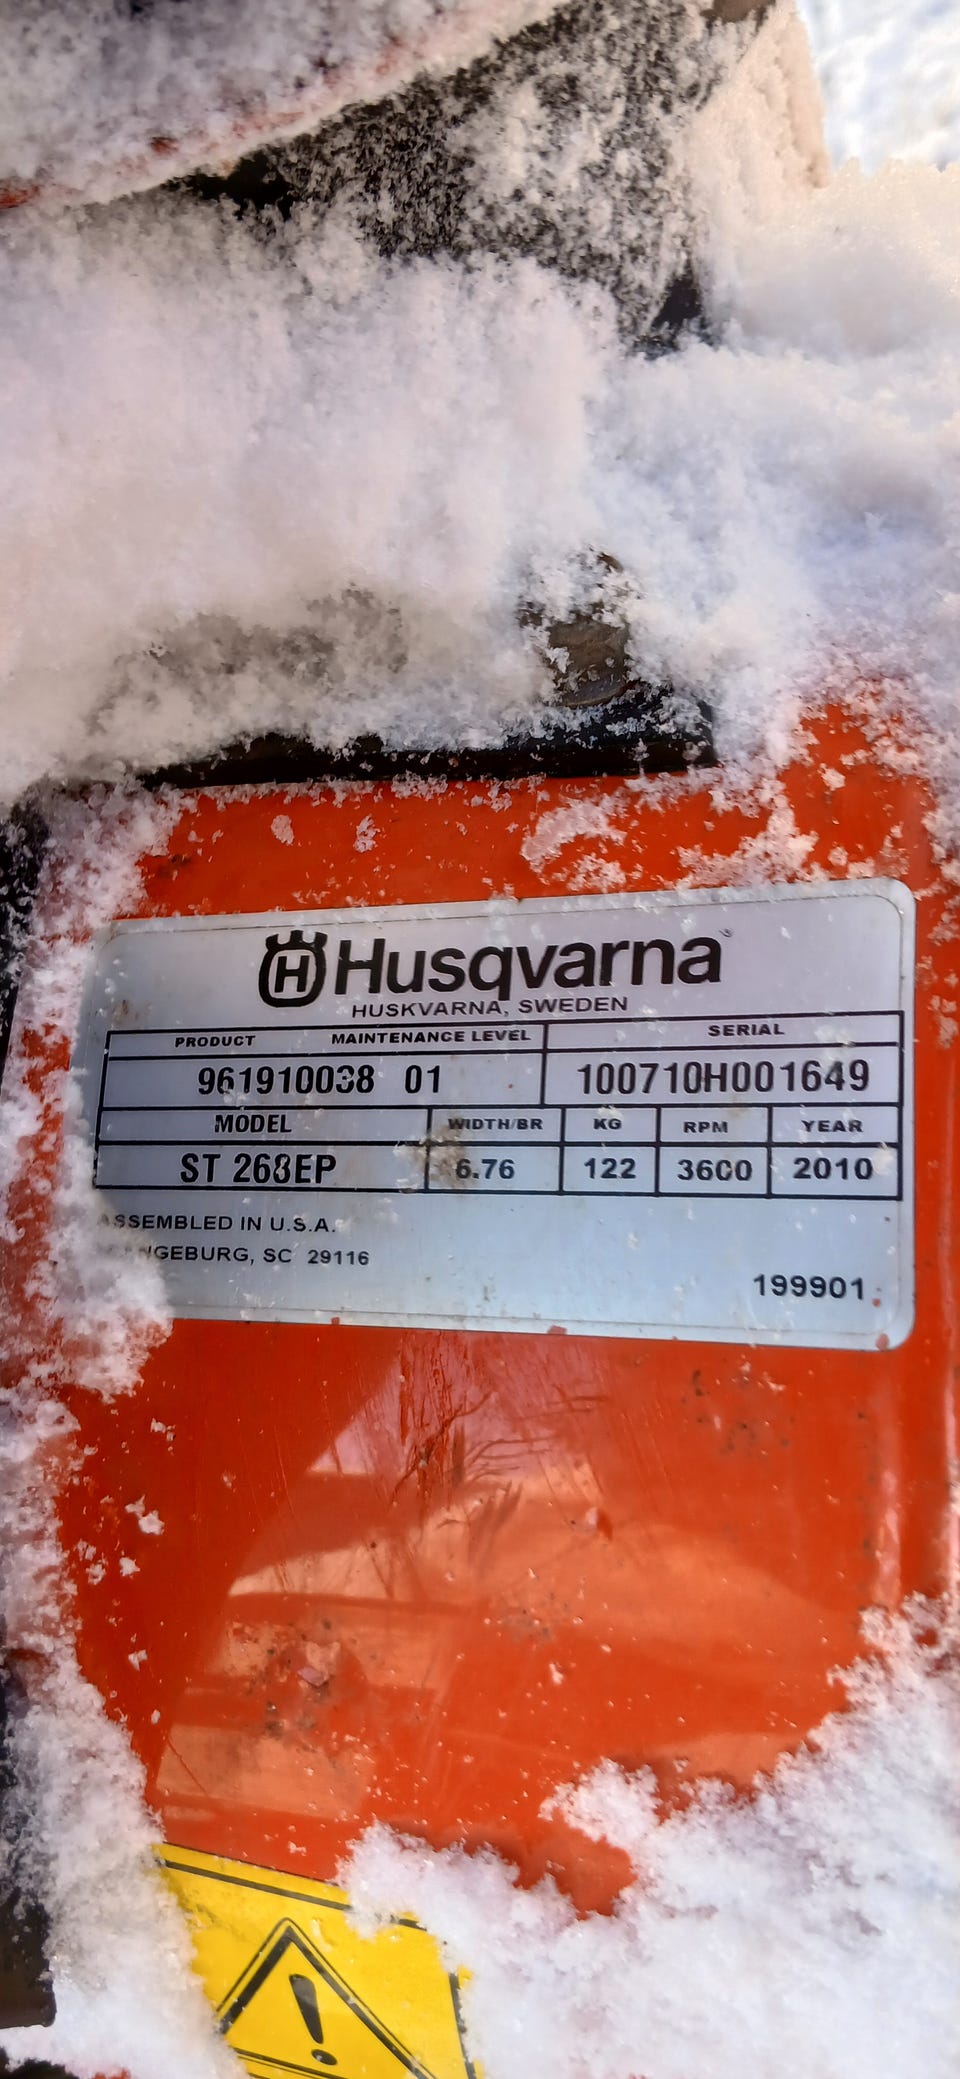 H Husqvarna
HUSKVARNA, SWEDEN
PRODUCT MAINTENANCE LEVEL SERIAL
961910038 01 100710H001649
MODEL WIDTH/BR KG RPM YEAR
ST 268EP 6.76 122 3600 2010
ASSEMBLED IN U.S.A.
NGEBURG, SC 29116
199901